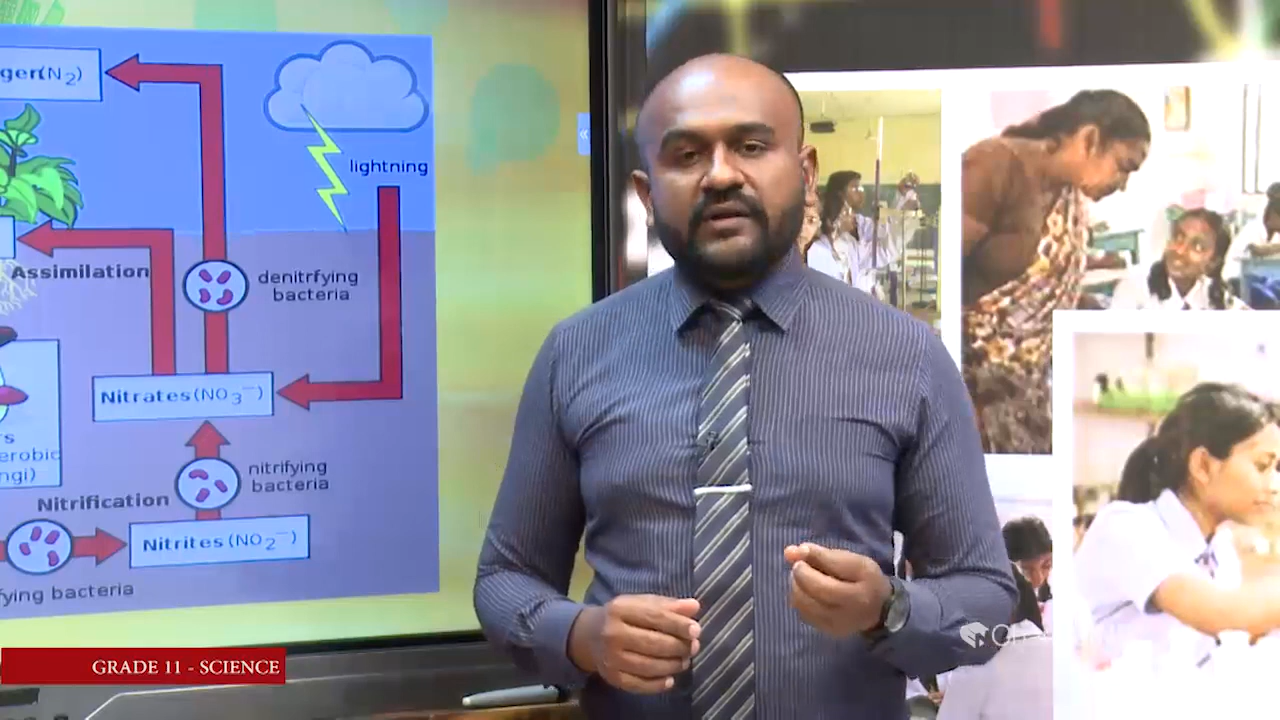 gen(N2)
lightning
Assimilation
denitrfying
bacteria
Nitrates (NO3−)
s
erobic
ngi)
nitrifying
bacteria
Nitrification
Nitrites (NO2−)
fying bacteria
GRADE 11 - SCIENCE